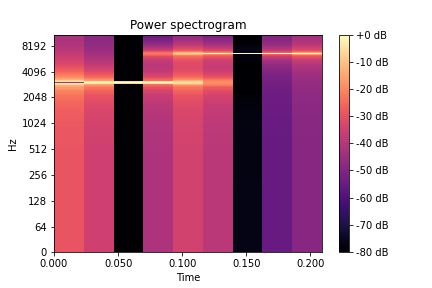 Power spectrogram
8192
4096
2048
1024
512
256
128
64
0
Hz
0.000 0.050 0.100 0.150 0.200
Time
+0 dB
-10 dB
-20 dB
-30 dB
-40 dB
-50 dB
-60 dB
-70 dB
-80 dB